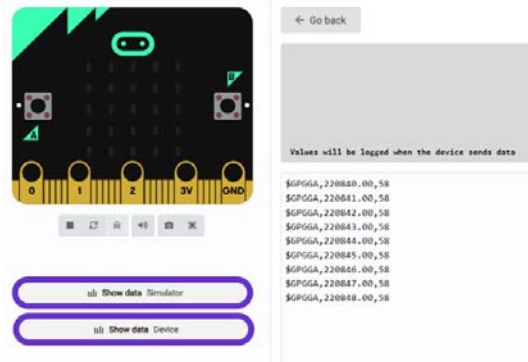 B
A
0 1 2 3V GND
Show data Simulator
Show data Device
Go back
Values will be logged when the device sends data
$GPGGA,220840.00,58
$GPGGA,220841.00,58
$GPGGA,220842.00,58
$GPGGA,220843.00,58
$GPGGA,220844.00,58
$GPGGA,220845.00,58
$GPGGA,220846.00,58
$GPGGA,220847.00,58
$GPGGA,220848.00,58